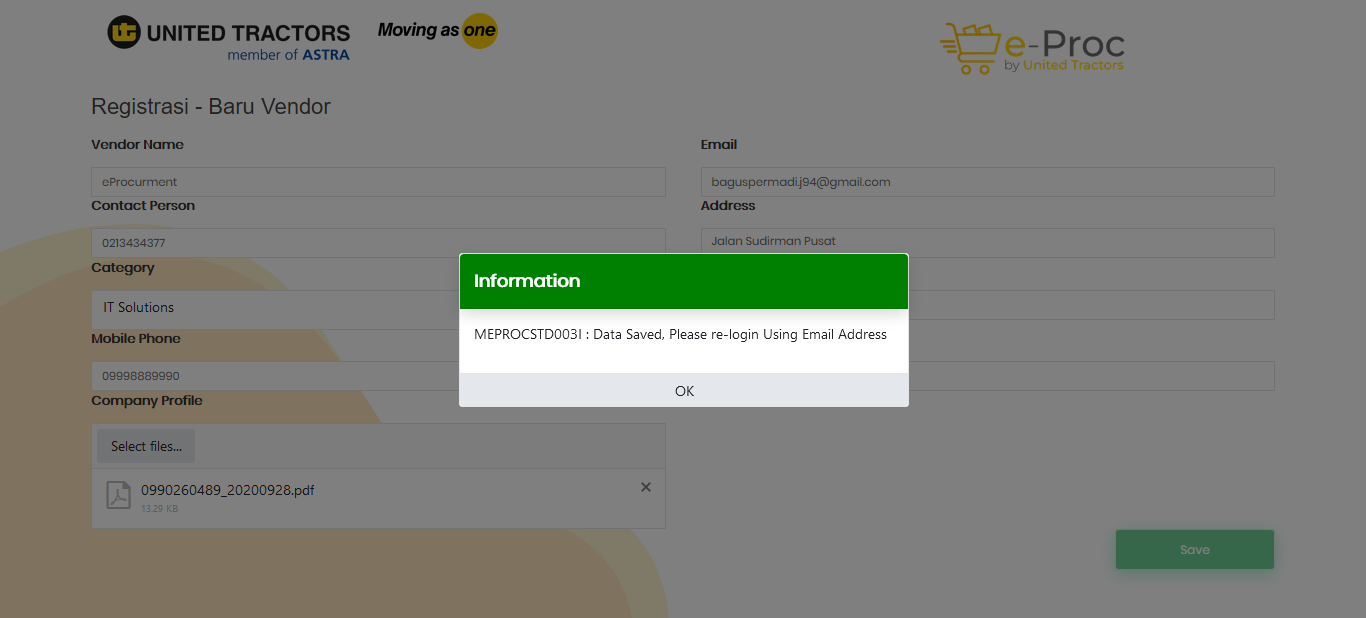 UNITED TRACTORS
member of ASTRA
Moving as one
e-Proc
by United Tractors
Registrasi - Baru Vendor
Vendor Name
eProcurment
Email
baguspermadi.j94@gmail.com
Contact Person
0213434377
Address
Jalan Sudirman Pusat
Category
IT Solutions
Mobile Phone
09998889990
Information
MEPROCSTD003I : Data Saved, Please re-login Using Email Address
OK
Company Profile
Select files...
0990260489_20200928.pdf
13.29 KB
Save